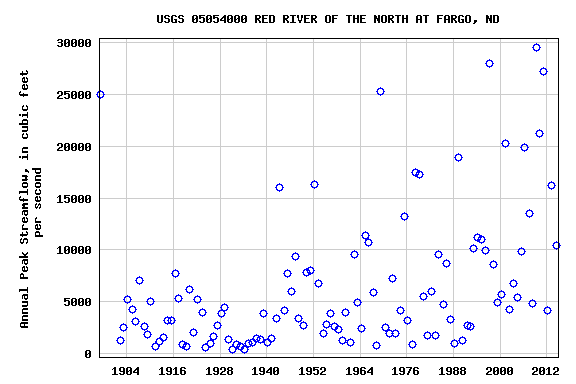 USGS 05054000 RED RIVER OF THE NORTH AT FARGO, ND
Annual Peak Streamflow, in cubic feet
per second
30000
25000
20000
15000
10000
5000
0
1904 1916 1928 1940 1952 1964 1976 1988 2000 2012